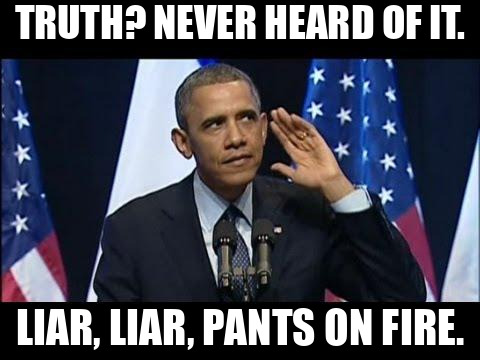 TRUTH? NEVER HEARD OF IT.
LIAR, LIAR, PANTS ON FIRE.